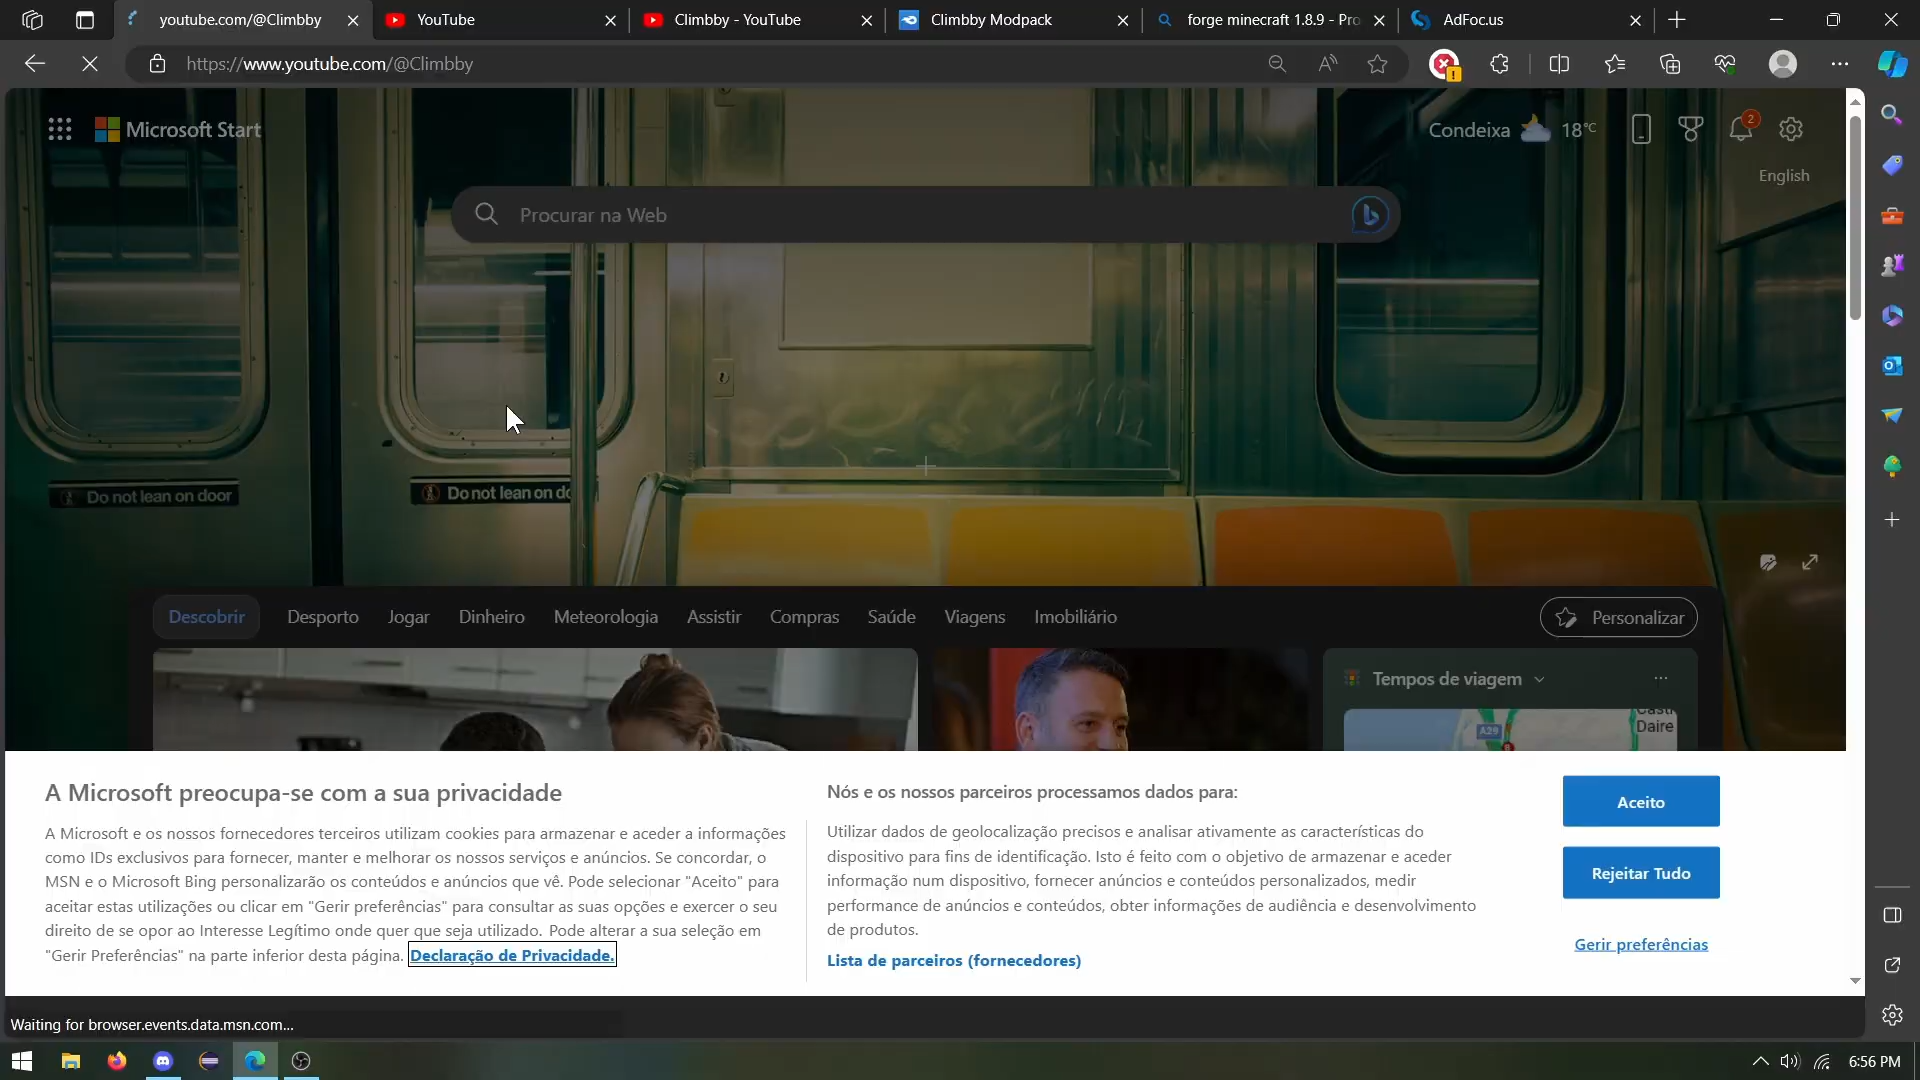 youtube.com/@Climbby
YouTube
Climbby - YouTube
Climbby Modpack
forge minecraft 1.8.9 - Pro
AdFoc.us
https://www.youtube.com/@Climbby
Microsoft Start
Condeixa
18°C
2
English
Procurar na Web
Do not lean on door
Do not lean on do
Descobrir
Desporto
Jogar
Dinheiro
Meteorologia
Assistir
Compras
Saúde
Viagens
Imobiliário
Personalizar
Tempos de viagem
Daire
A29
A Microsoft preocupa-se com a sua privacidade
A Microsoft e os nossos fornecedores terceiros utilizam cookies para armazenar e aceder a informações
como IDs exclusivos para fornecer, manter e melhorar os nossos serviços e anúncios. Se concordar, o
MSN e o Microsoft Bing personalizarão os conteúdos e anúncios que vê. Pode selecionar "Aceito" para
aceitar estas utilizações ou clicar em "Gerir preferências" para consultar as suas opções e exercer o seu
direito de se opor ao Interesse Legítimo onde quer que seja utilizado. Pode alterar a sua seleção em
"Gerir Preferências" na parte inferior desta página. Declaração de Privacidade.
Nós e os nossos parceiros processamos dados para:
Utilizar dados de geolocalização precisos e analisar ativamente as características do
dispositivo para fins de identificação. Isto é feito com o objetivo de armazenar e aceder
informação num dispositivo, fornecer anúncios e conteúdos personalizados, medir
performance de anúncios e conteúdos, obter informações de audiência e desenvolvimento
de produtos.
Lista de parceiros (fornecedores)
Aceito
Rejeitar Tudo
Gerir preferências
Waiting for browser.events.data.msn.com...
6:56 PM